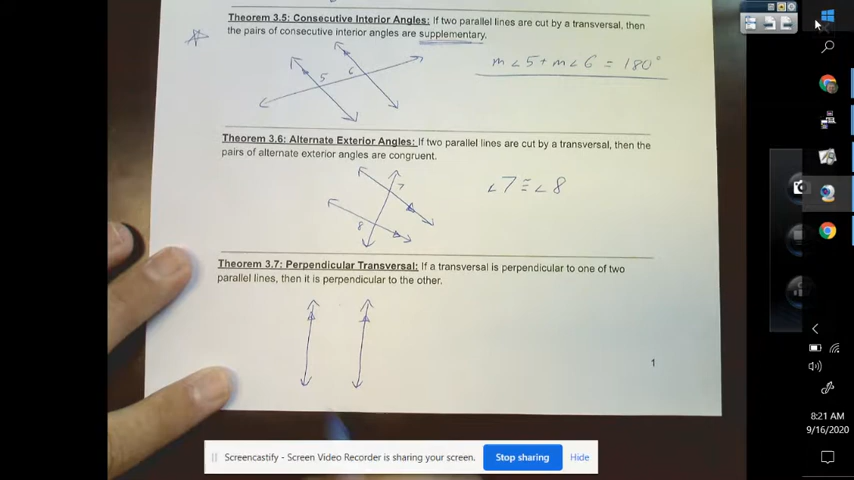 Theorem 3.5: Consecutive Interior Angles: If two parallel lines are cut by a transversal, then
the pairs of consecutive interior angles are supplementary.
5
6
m∠5 + m∠6 = 180°
Theorem 3.6: Alternate Exterior Angles: If two parallel lines are cut by a transversal, then the
pairs of alternate exterior angles are congruent.
7
8
∠7 ≅ ∠8
Theorem 3.7: Perpendicular Transversal: If a transversal is perpendicular to one of two
parallel lines, then it is perpendicular to the other.
1
Screencastify - Screen Video Recorder is sharing your screen.
Stop sharing
Hide
8:21 AM
9/16/2020